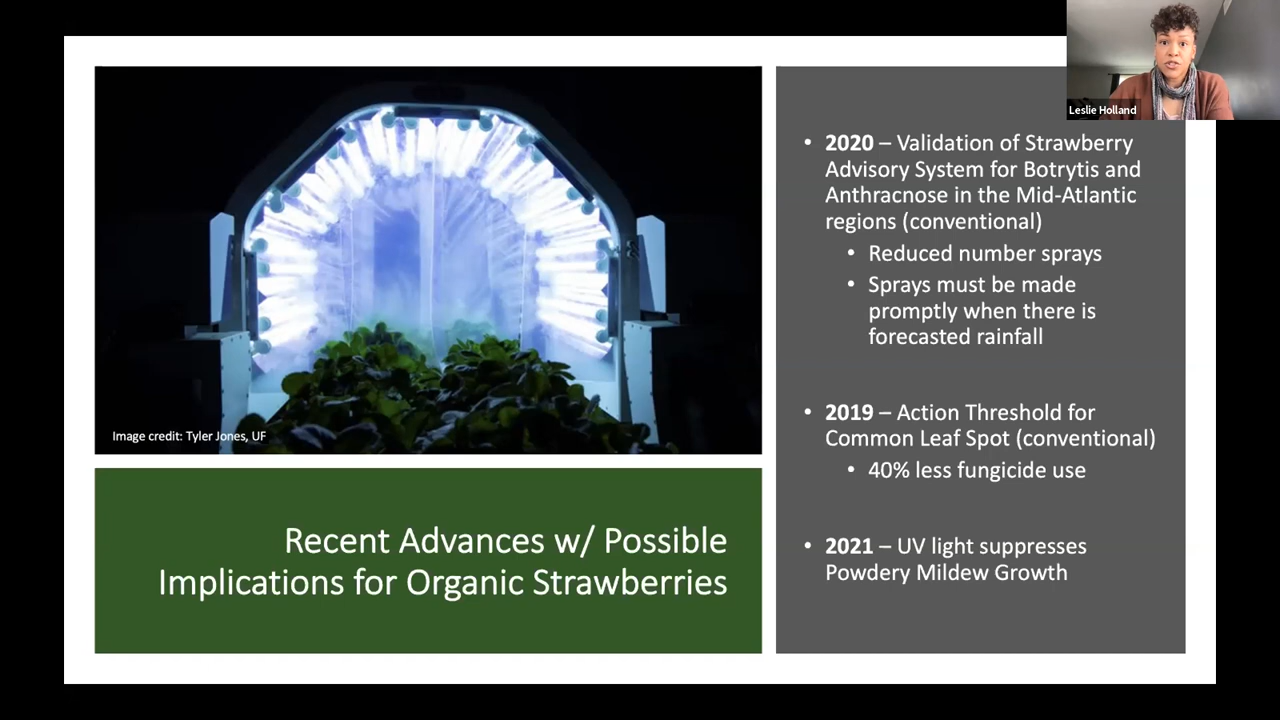 Leslie Holland
• 2020 – Validation of Strawberry
Advisory System for Botrytis and
Anthracnose in the Mid-Atlantic
regions (conventional)
• Reduced number sprays
• Sprays must be made
promptly when there is
forecasted rainfall
• 2019 – Action Threshold for
Common Leaf Spot (conventional)
• 40% less fungicide use
• 2021 – UV light suppresses
Powdery Mildew Growth
Image credit: Tyler Jones, UF
Recent Advances w/ Possible
Implications for Organic Strawberries